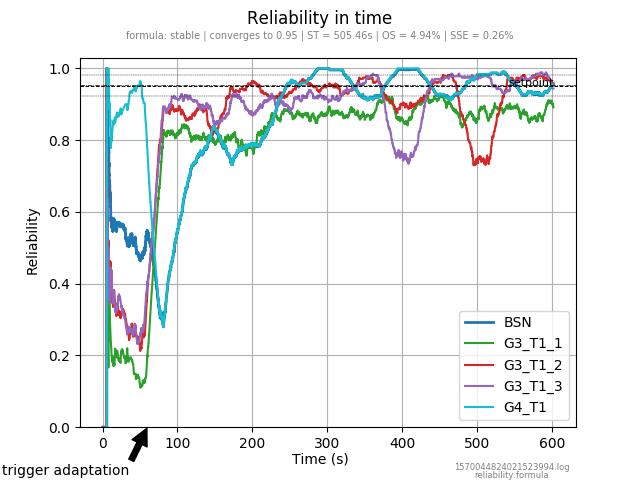 Reliability in time
formula: stable | converges to 0.95 | ST = 505.46s | OS = 4.94% | SSE = 0.26%
1.0
0.8
0.6
0.4
0.2
0.0
Reliability
setpoint
BSN
G3_T1_1
G3_T1_2
G3_T1_3
G4_T1
0 100 200 300 400 500 600
Time (s)
trigger adaptation
1570044824021523994.log
reliability.formula